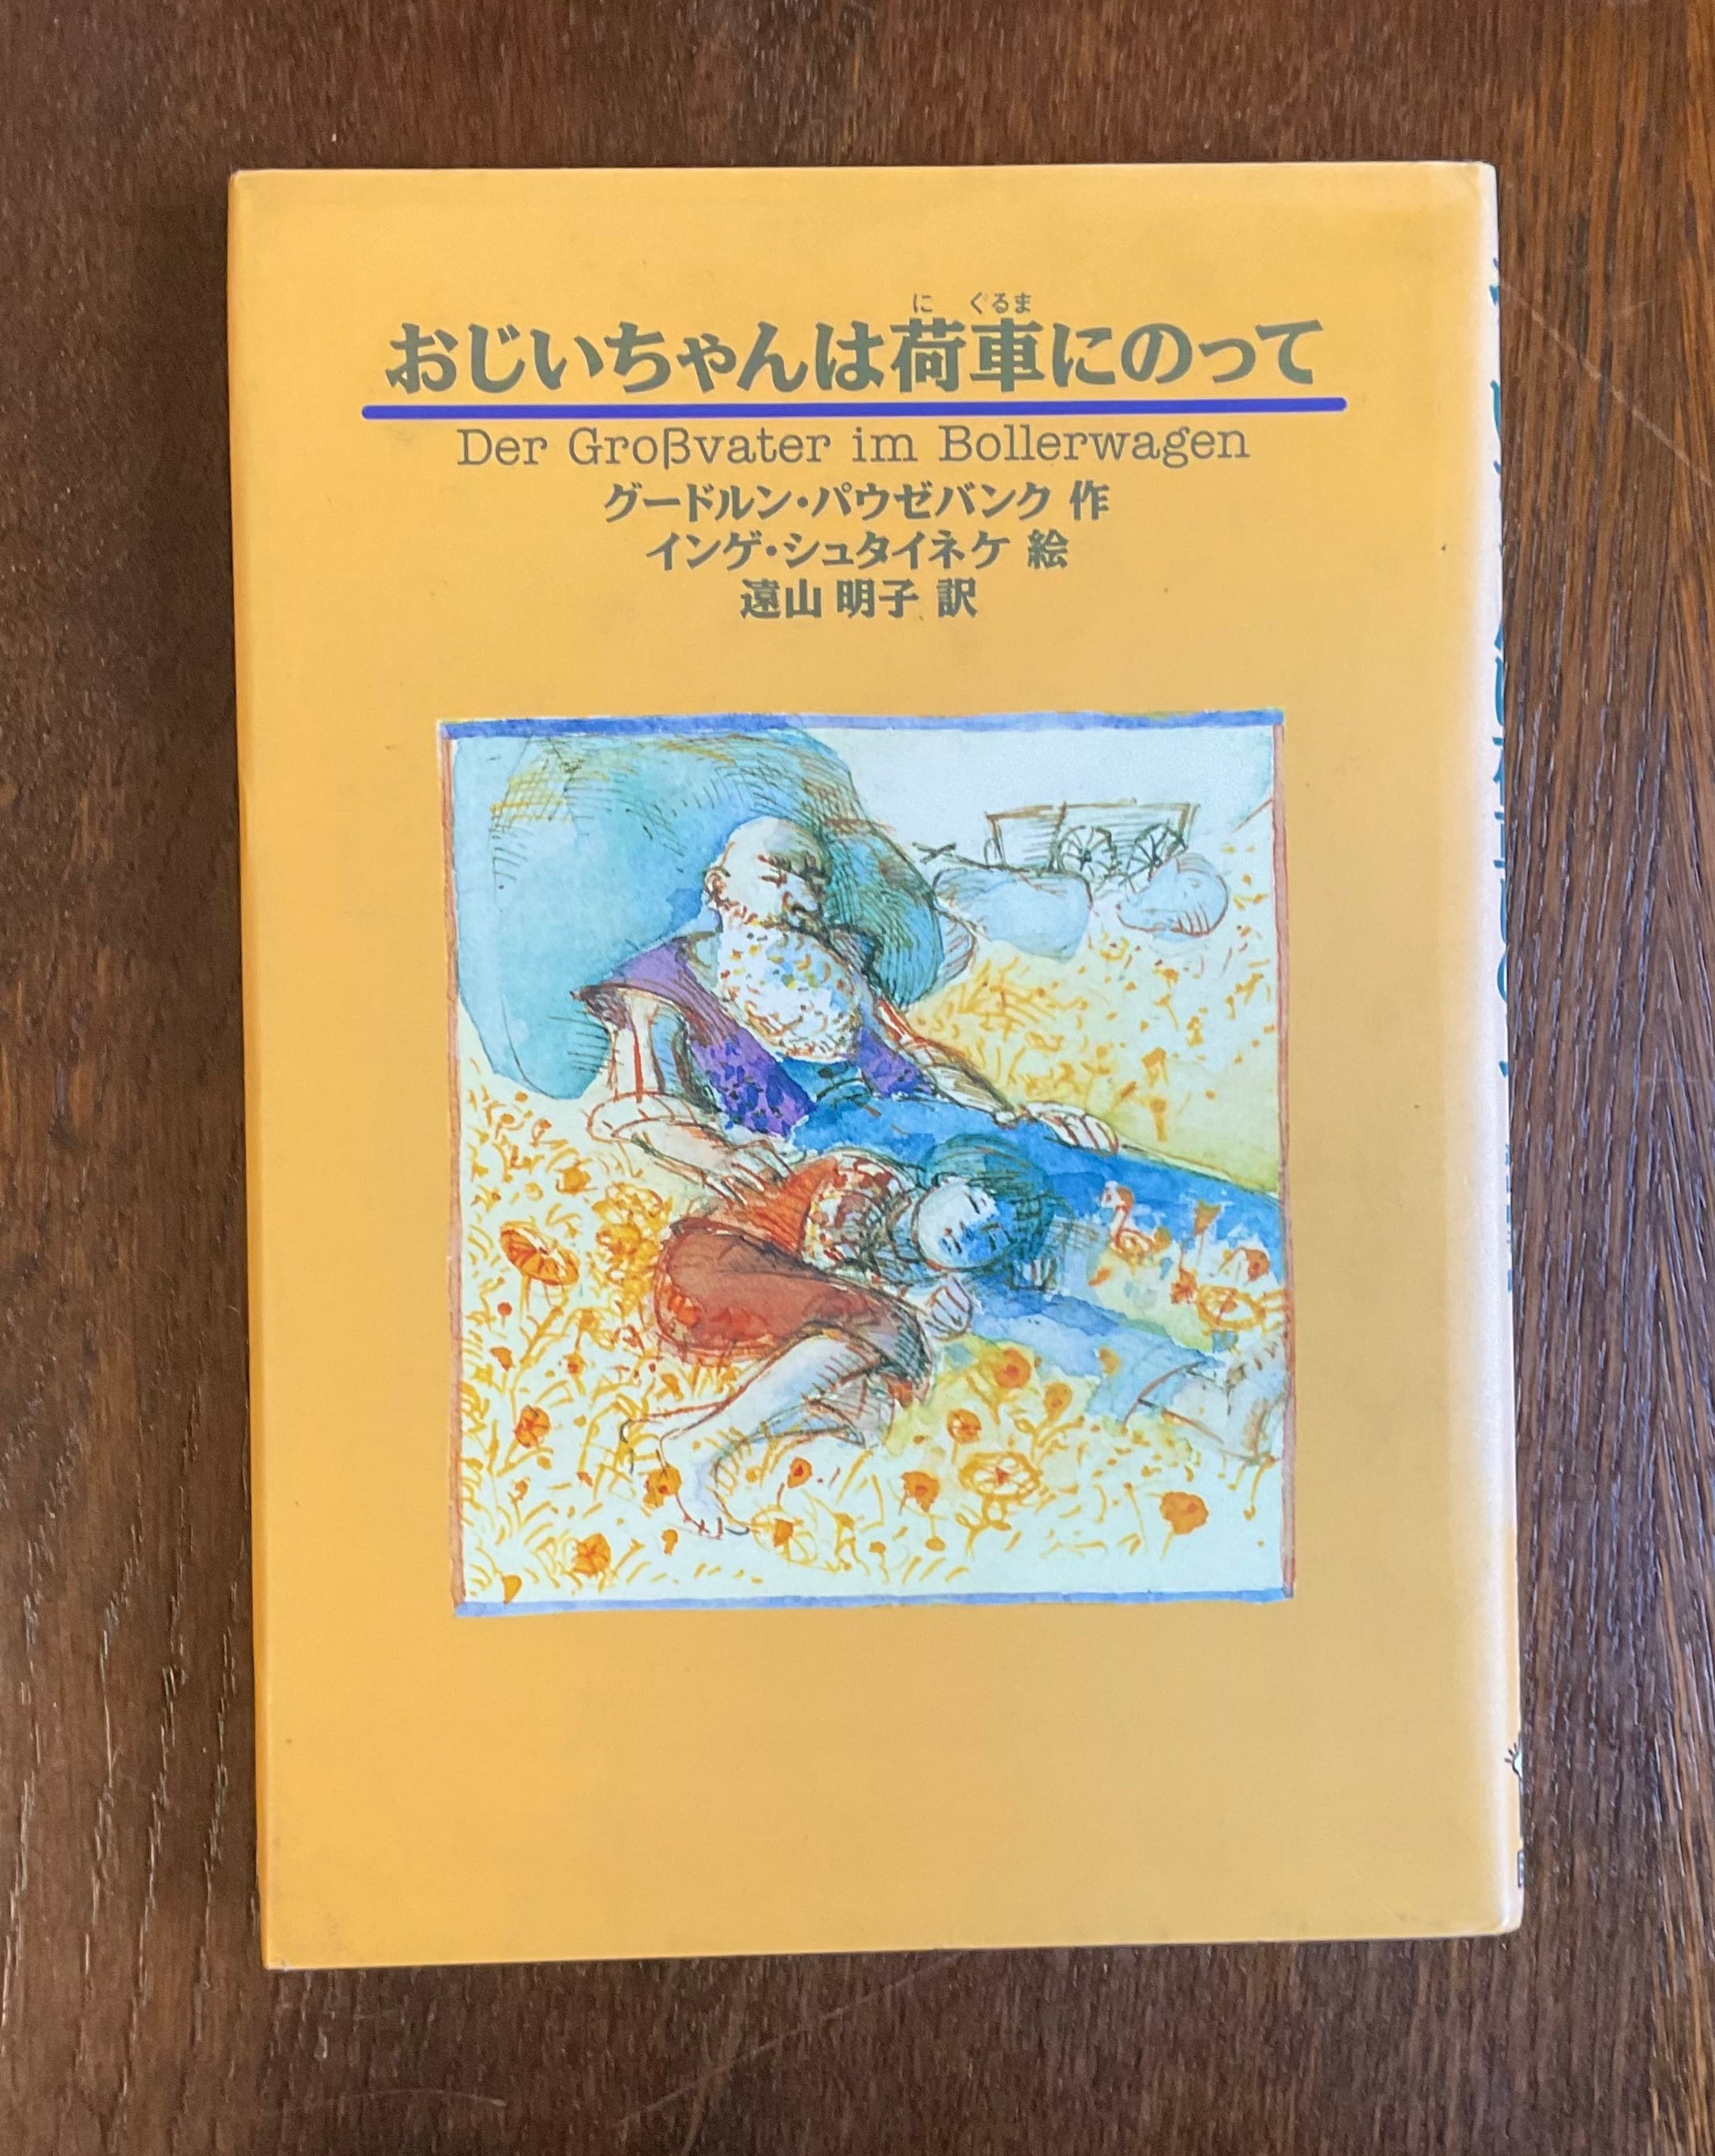 に ぐるま
おじいちゃんは荷車にのって
Der Großvater im Bollerwagen
グードルン・パウゼバンク 作
インゲ・シュタイネケ 絵
遠山 明子 訳